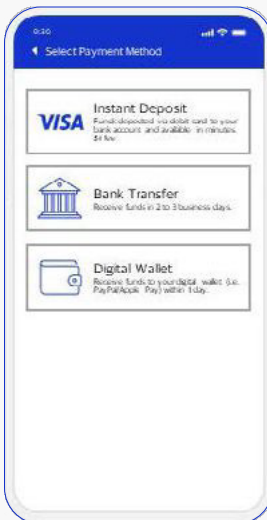 9:30
Select Payment Method
VISA
Instant Deposit
Funds deposited via debit card to your
bank account and available in minutes.
$4 fee
Bank Transfer
Receive funds in 2 to 3 business days.
Digital Wallet
Receive funds to your digital wallet (i.e.
PayPal/Apple Pay) within 1 day.